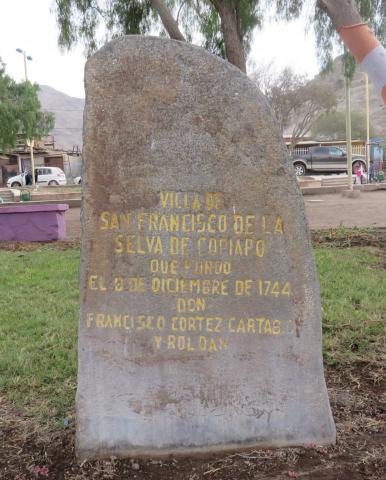 VILLA DE
SAN FRANCISCO DE LA
SELVA DE COPIAPO
QUE FUNDO
EL 8 DE DICIEMBRE DE 1744
DON
FRANCISCO CORTEZ CARTABIO
Y ROLDAN